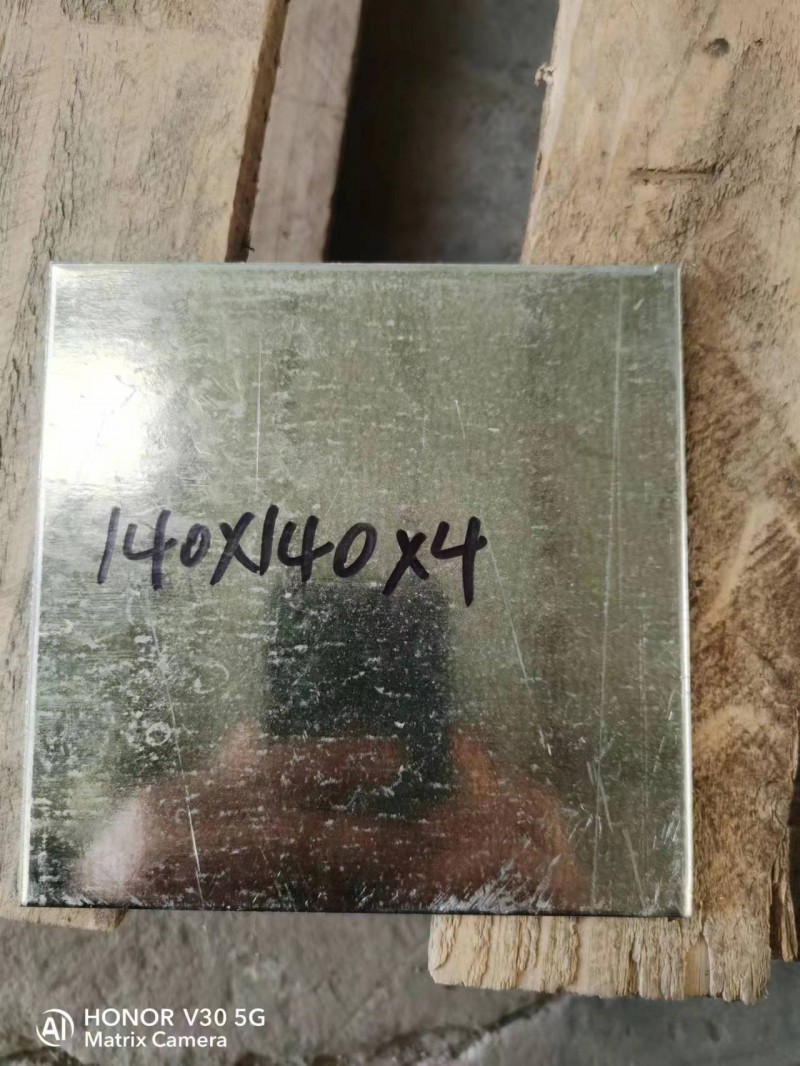 140X140X4
HONOR V30 5G
Matrix Camera